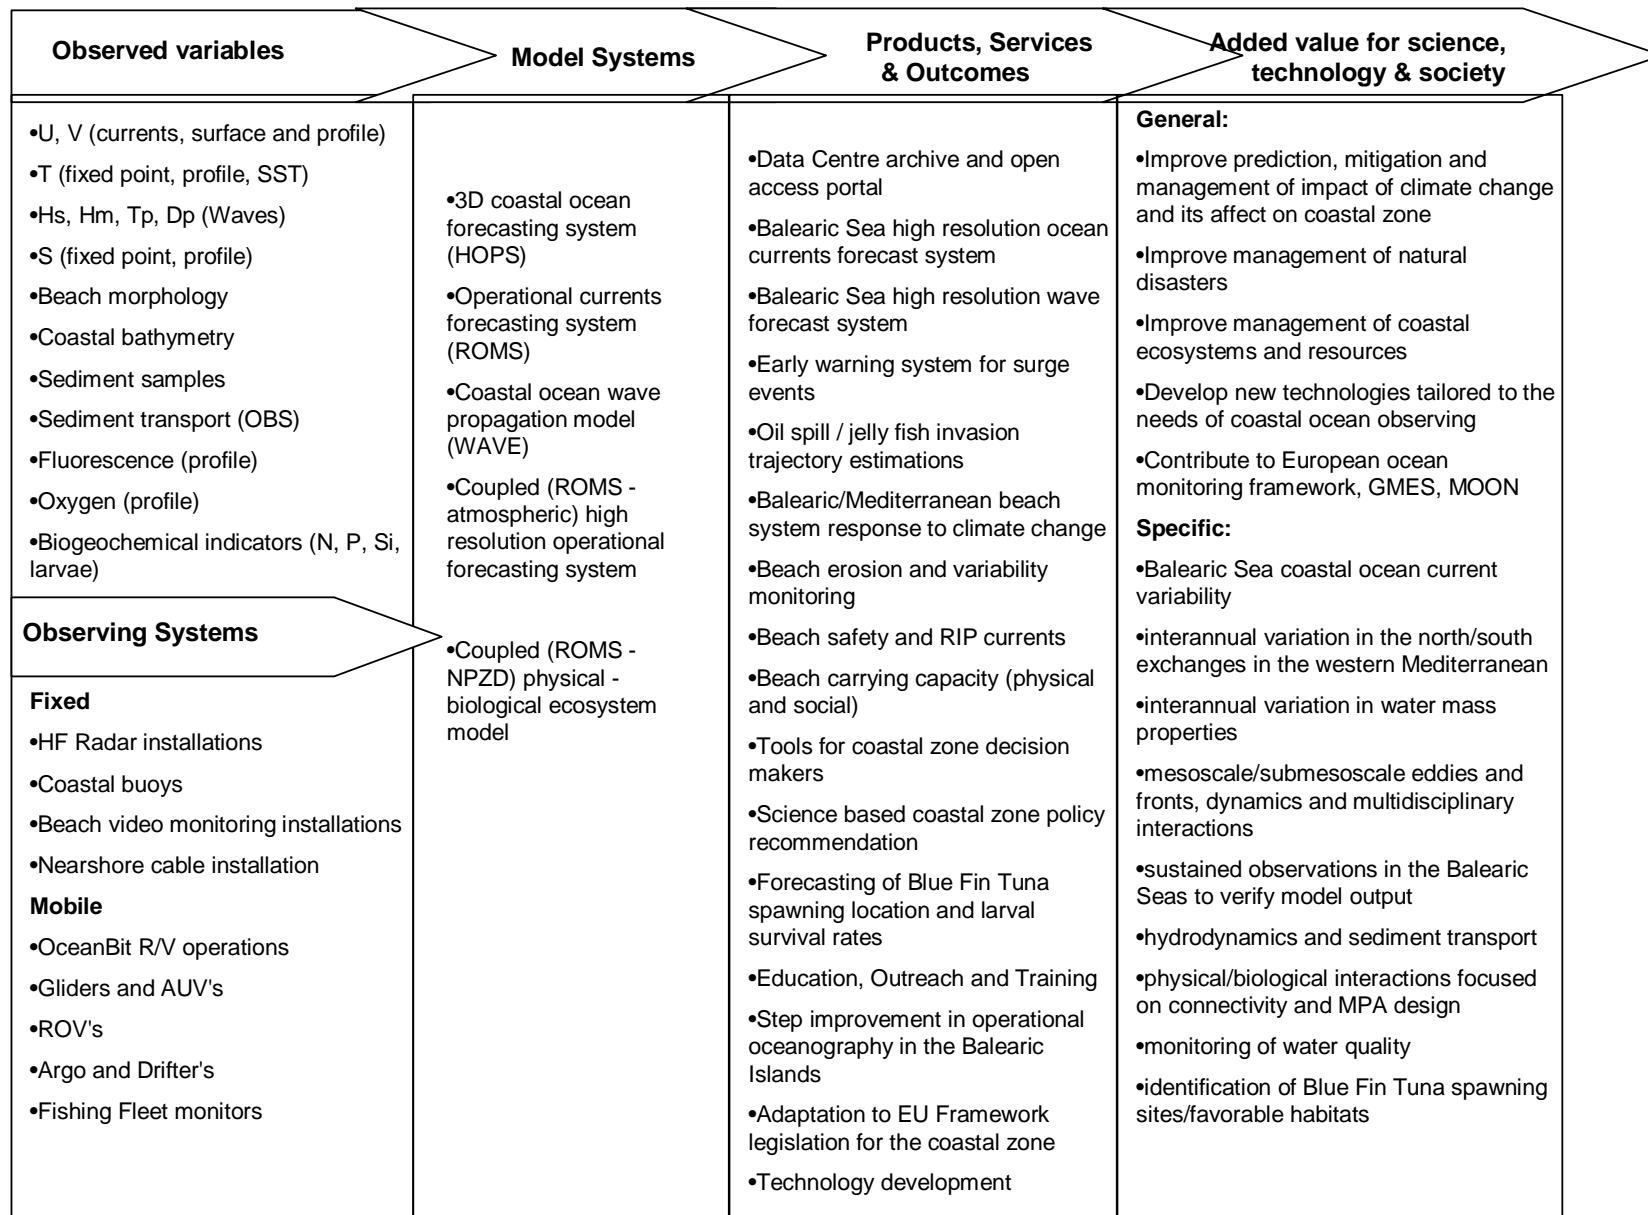 Observed variables
Model Systems
Products, Services
& Outcomes
Added value for science,
technology & society
•U, V (currents, surface and profile)
•T (fixed point, profile, SST)
•Hs, Hm, Tp, Dp (Waves)
•S (fixed point, profile)
•Beach morphology
•Coastal bathymetry
•Sediment samples
•Sediment transport (OBS)
•Fluorescence (profile)
•Oxygen (profile)
•Biogeochemical indicators (N, P, Si,
larvae)
Observing Systems
Fixed
•HF Radar installations
•Coastal buoys
•Beach video monitoring installations
•Nearshore cable installation
Mobile
•OceanBit R/V operations
•Gliders and AUV's
•ROV's
•Argo and Drifter's
•Fishing Fleet monitors
•3D coastal ocean
forecasting system
(HOPS)
•Operational currents
forecasting system
(ROMS)
•Coastal ocean wave
propagation model
(WAVE)
•Coupled (ROMS -
atmospheric) high
resolution operational
forecasting system
•Coupled (ROMS -
NPZD) physical -
biological ecosystem
model
•Data Centre archive and open
access portal
•Balearic Sea high resolution ocean
currents forecast system
•Balearic Sea high resolution wave
forecast system
•Early warning system for surge
events
•Oil spill / jelly fish invasion
trajectory estimations
•Balearic/Mediterranean beach
system response to climate change
•Beach erosion and variability
monitoring
•Beach safety and RIP currents
•Beach carrying capacity (physical
and social)
•Tools for coastal zone decision
makers
•Science based coastal zone policy
recommendation
•Forecasting of Blue Fin Tuna
spawning location and larval
survival rates
•Education, Outreach and Training
•Step improvement in operational
oceanography in the Balearic
Islands
•Adaptation to EU Framework
legislation for the coastal zone
•Technology development
General:
•Improve prediction, mitigation and
management of impact of climate change
and its affect on coastal zone
•Improve management of natural
disasters
•Improve management of coastal
ecosystems and resources
•Develop new technologies tailored to the
needs of coastal ocean observing
•Contribute to European ocean
monitoring framework, GMES, MOON
Specific:
•Balearic Sea coastal ocean current
variability
•interannual variation in the north/south
exchanges in the western Mediterranean
•interannual variation in water mass
properties
•mesoscale/submesoscale eddies and
fronts, dynamics and multidisciplinary
interactions
•sustained observations in the Balearic
Seas to verify model output
•hydrodynamics and sediment transport
•physical/biological interactions focused
on connectivity and MPA design
•monitoring of water quality
•identification of Blue Fin Tuna spawning
sites/favorable habitats